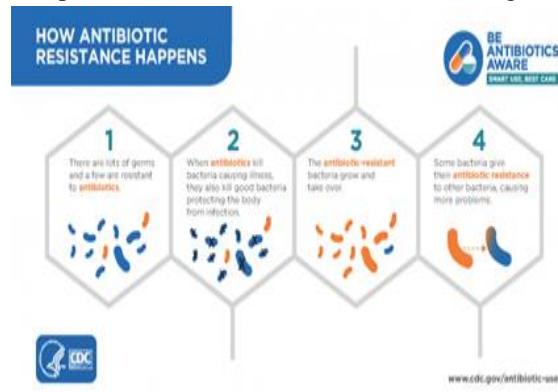 HOW ANTIBIOTIC
RESISTANCE HAPPENS
BE
ANTIBIOTICS
AWARE
SMART USE, BEST CARE
1
There are lots of germs
and a few are resistant
to antibiotics.
2
When antibiotics kill
bacteria causing illness,
they also kill good bacteria
protecting the body
from infection.
3
The antibiotic-resistant
bacteria grow and
take over.
4
Some bacteria give
their antibiotic resistance
to other bacteria, causing
more problems.
CDC
www.cdc.gov/antibiotic-use